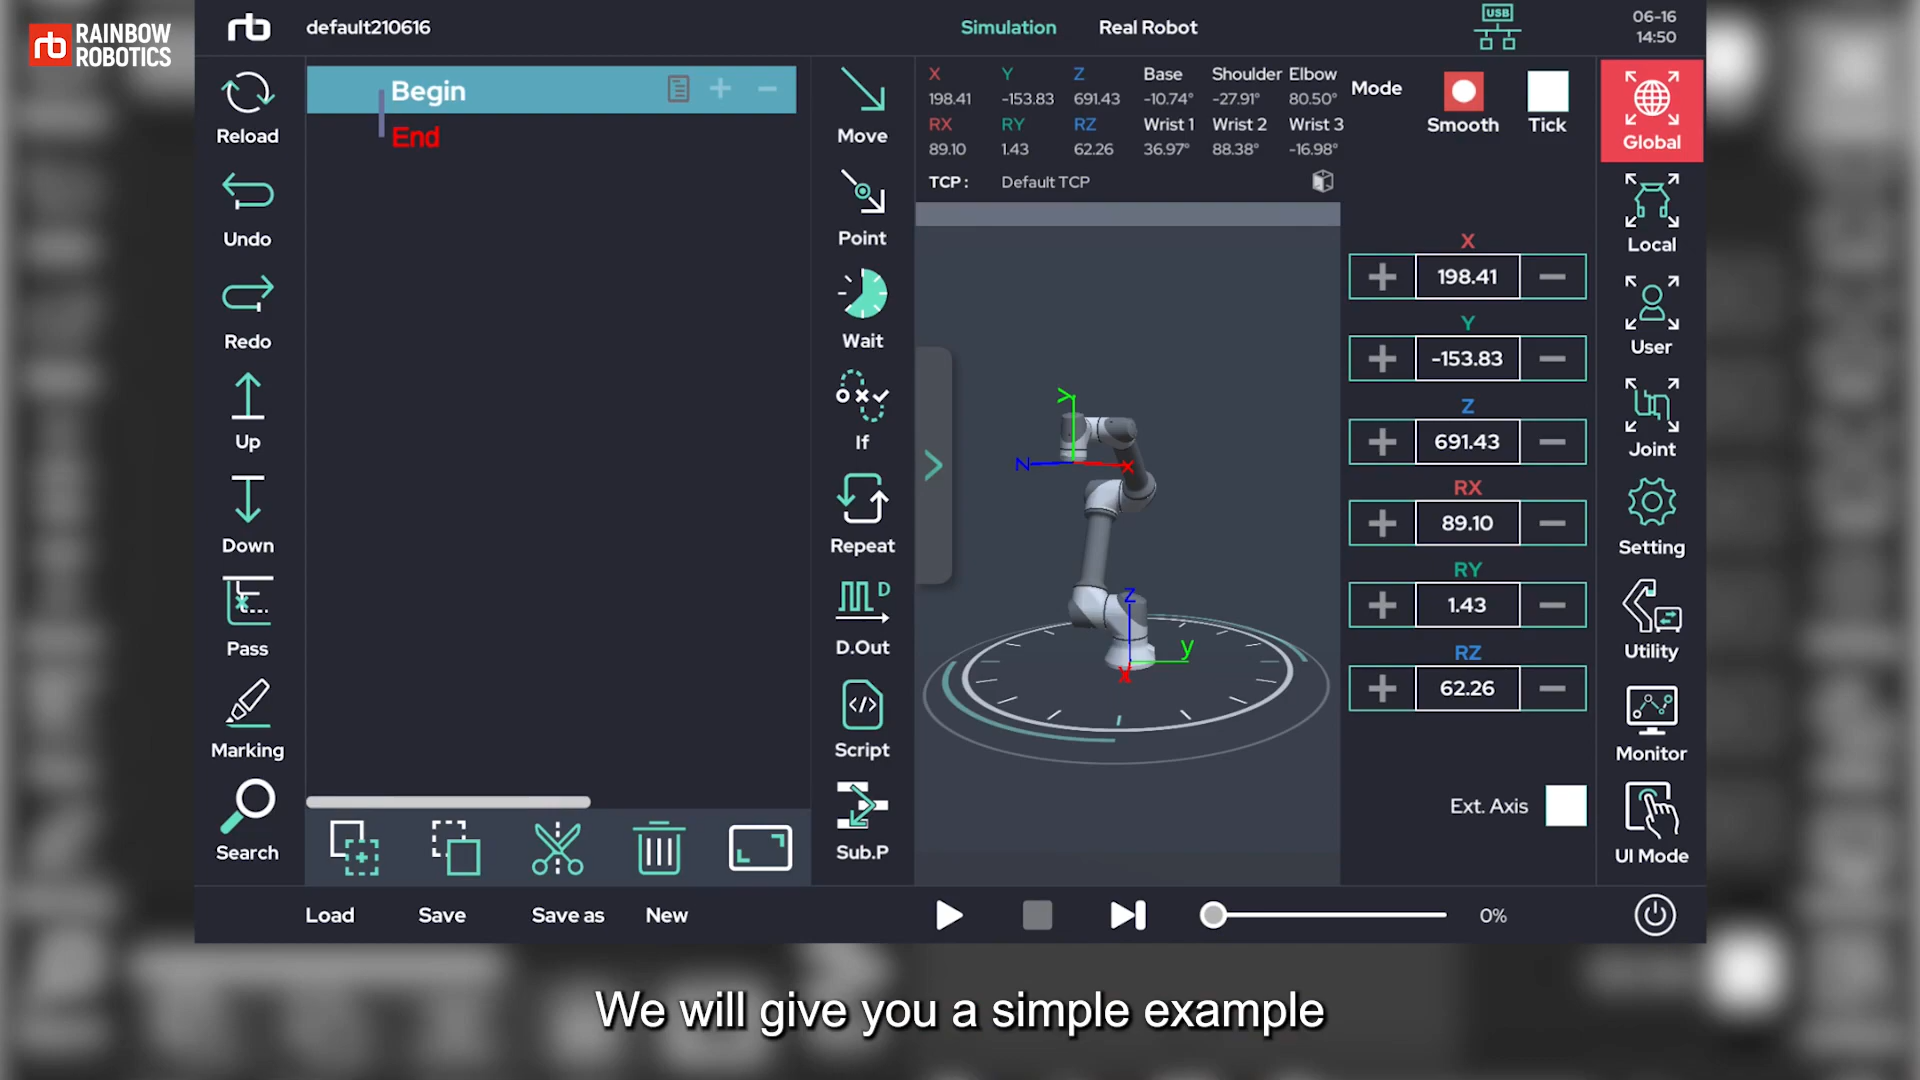 RAINBOW
ROBOTICS
default210616
Simulation
Real Robot
USB
06-16
14:50
Reload
Undo
Redo
Up
Down
Pass
Marking
Search
Begin
End
Move
Point
Wait
If
Repeat
D
D.Out
Script
Sub.P
X Y Z Base Shoulder Elbow
198.41 -153.83 691.43 -10.74° -27.91° 80.50°
RX RY RZ Wrist 1 Wrist 2 Wrist 3
89.10 1.43 62.26 36.97° 88.38° -16.98°
TCP : Default TCP
Y
Z
X
Z
y
X
Mode
Smooth
Tick
X
198.41
Y
-153.83
Z
691.43
RX
89.10
RY
1.43
RZ
62.26
Ext. Axis
Global
Local
User
Joint
Setting
Utility
Monitor
UI Mode
Load
Save
Save as
New
0%
We will give you a simple example